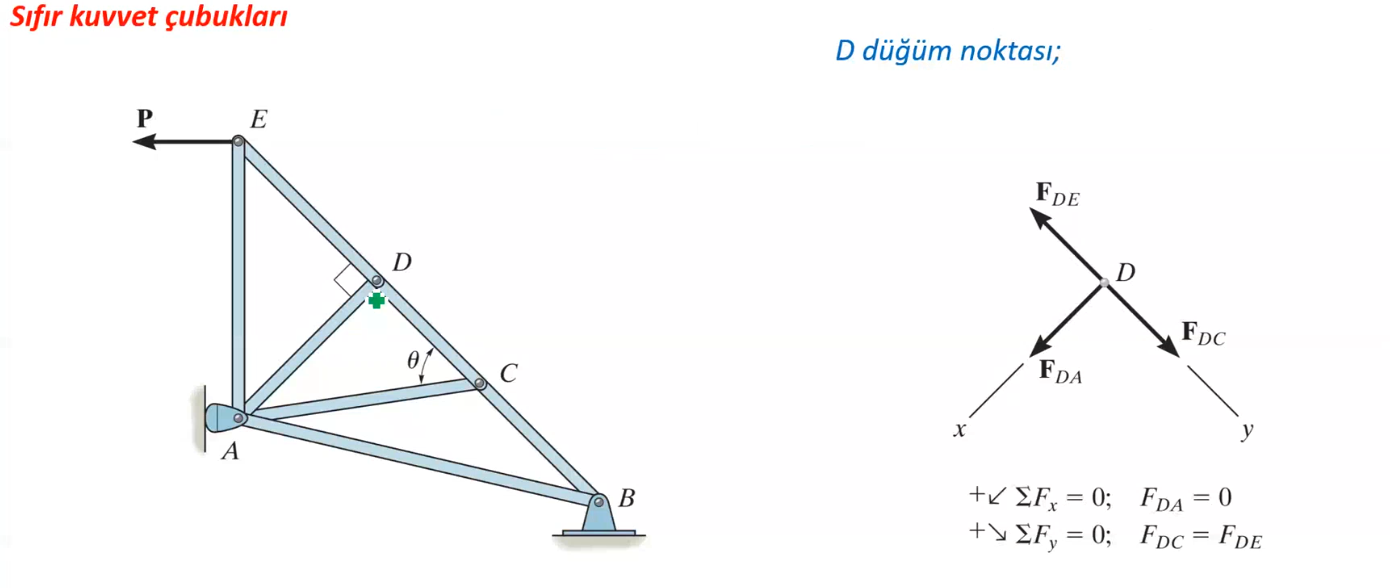 Sıfır kuvvet çubukları
D düğüm noktası;
P
E
D
θ
C
A
B
F_DE
D
F_DC
F_DA
x
y
+↙ ΣF_x = 0; F_DA = 0
+↘ ΣF_y = 0; F_DC = F_DE